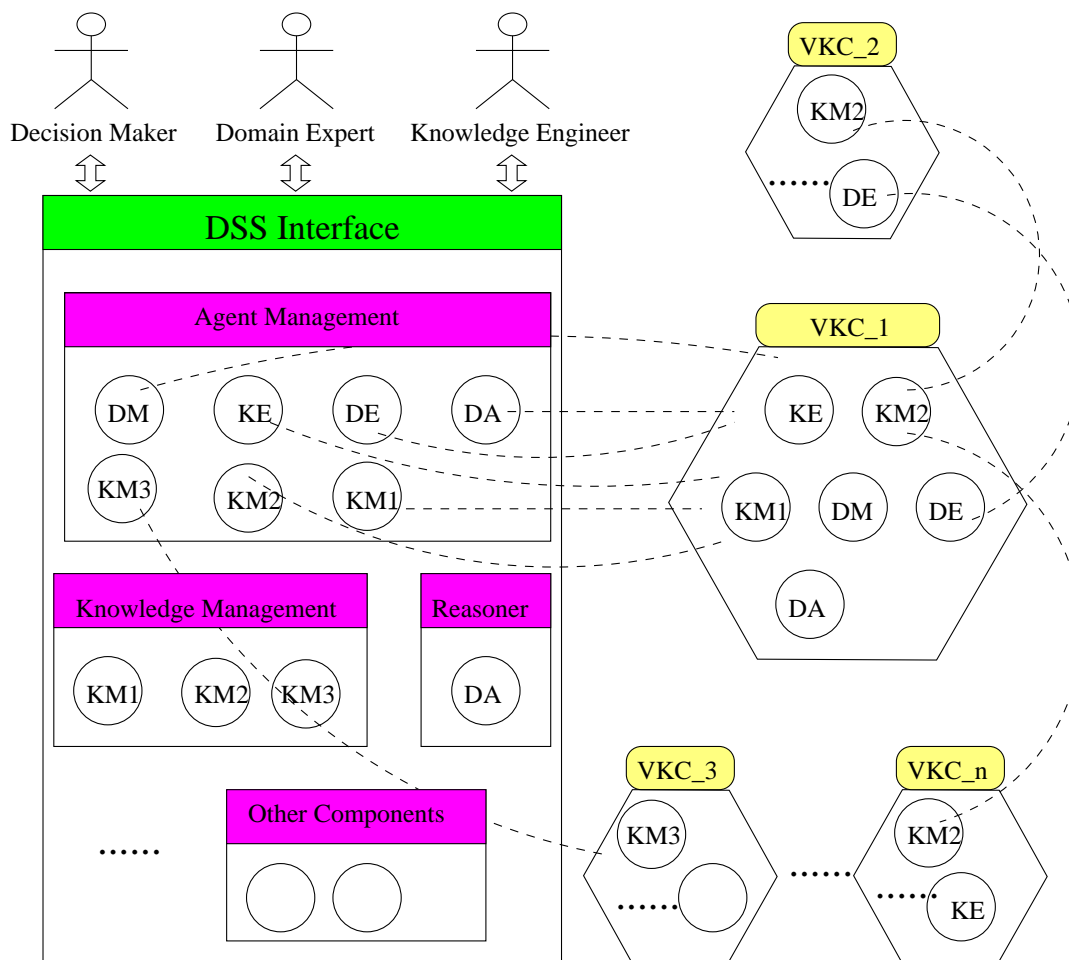 Decision Maker
Domain Expert
Knowledge Engineer
DSS Interface
Agent Management
DM
KE
DE
DA
KM3
KM2
KM1
Knowledge Management
KM1
KM2
KM3
Reasoner
DA
Other Components
......
VKC_2
KM2
......
DE
VKC_1
KE
KM2
KM1
DM
DE
DA
VKC_3
KM3
......
......
VKC_n
KM2
......
KE